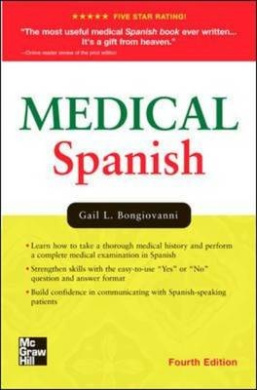 ★★★★★ FIVE STAR RATING!
"The most useful medical Spanish book ever written...
It's a gift from heaven."
—Online reader review of the prior edition
MEDICAL
Spanish
Gail L. Bongiovanni
• Learn how to take a thorough medical history and perform
a complete medical examination in Spanish
• Strengthen skills with the easy-to-use "Yes" or "No"
question and answer format
• Build confidence in communicating with Spanish-speaking
patients
Mc
Graw
Hill
Fourth Edition